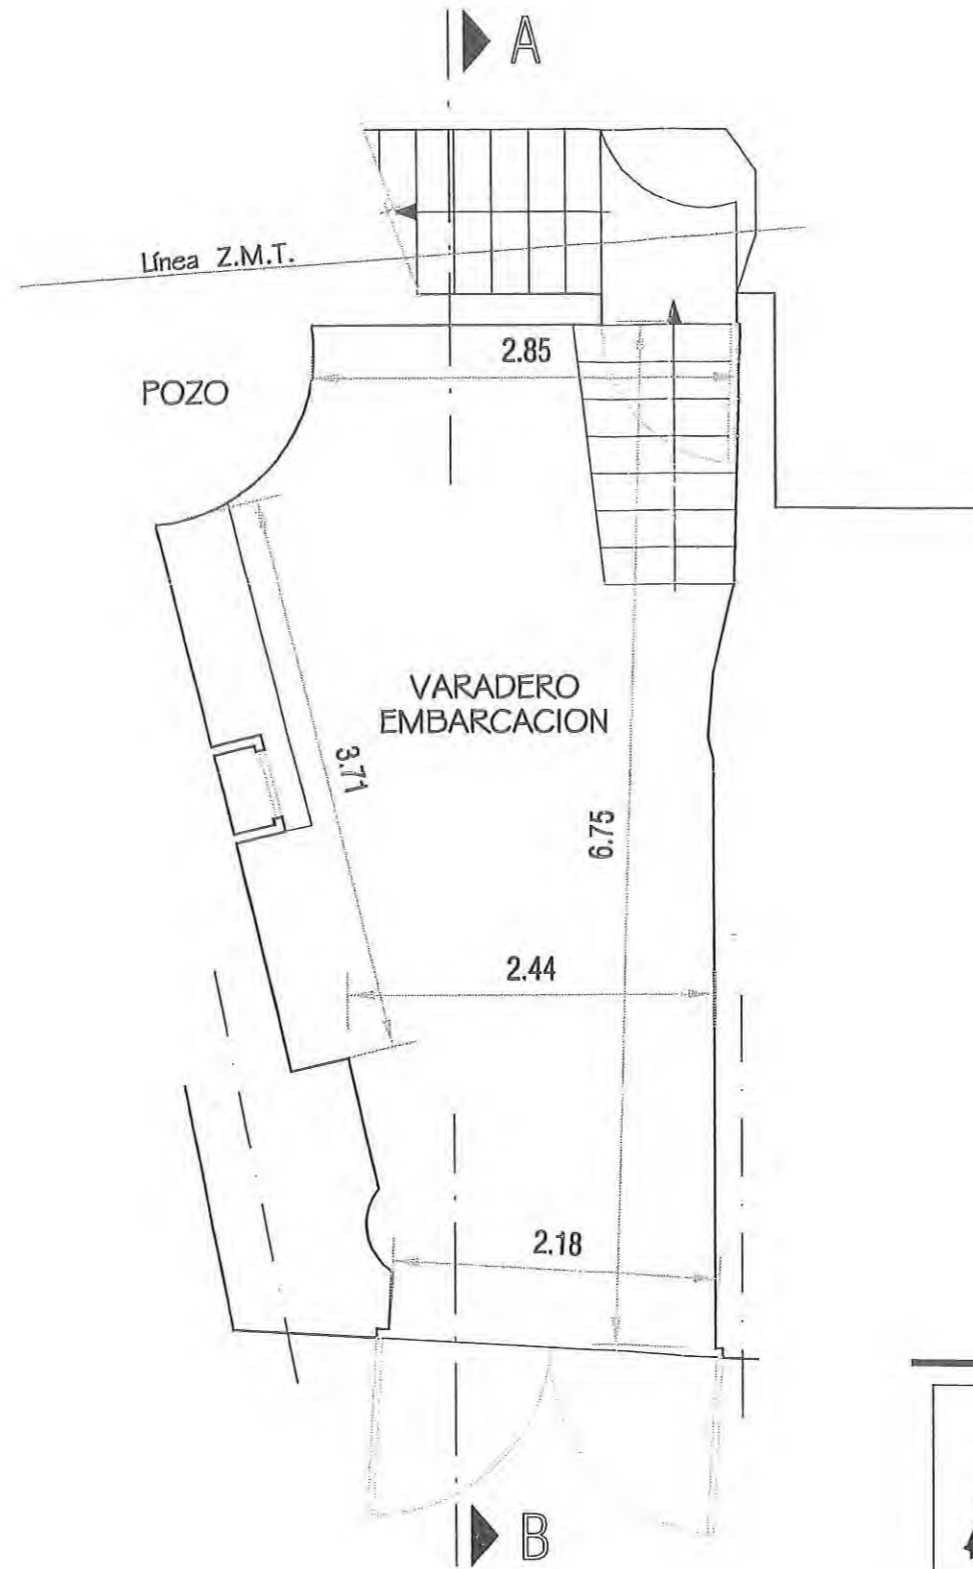 A
Línea Z.M.T.
2.85
POZO
VARADERO
EMBARCACION
3.71
6.75
2.44
2.18
B